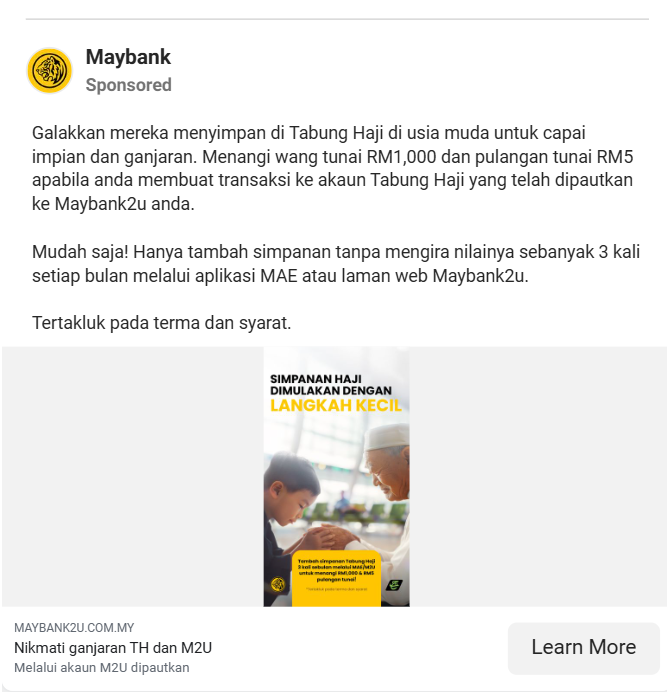 Maybank
Sponsored
Galakkan mereka menyimpan di Tabung Haji di usia muda untuk capai
impian dan ganjaran. Menangi wang tunai RM1,000 dan pulangan tunai RM5
apabila anda membuat transaksi ke akaun Tabung Haji yang telah dipautkan
ke Maybank2u anda.
Mudah saja! Hanya tambah simpanan tanpa mengira nilainya sebanyak 3 kali
setiap bulan melalui aplikasi MAE atau laman web Maybank2u.
Tertakluk pada terma dan syarat.
SIMPANAN HAJI
DIMULAKAN DENGAN
LANGKAH KECIL
Tambah simpanan Tabung Haji
3 kali sebulan melalui MAE/M2U
untuk menangi RM1,000 & RM5
pulangan tunai!
*Tertakluk pada terma dan syarat
MAYBANK2U.COM.MY
Nikmati ganjaran TH dan M2U
Melalui akaun M2U dipautkan
Learn More